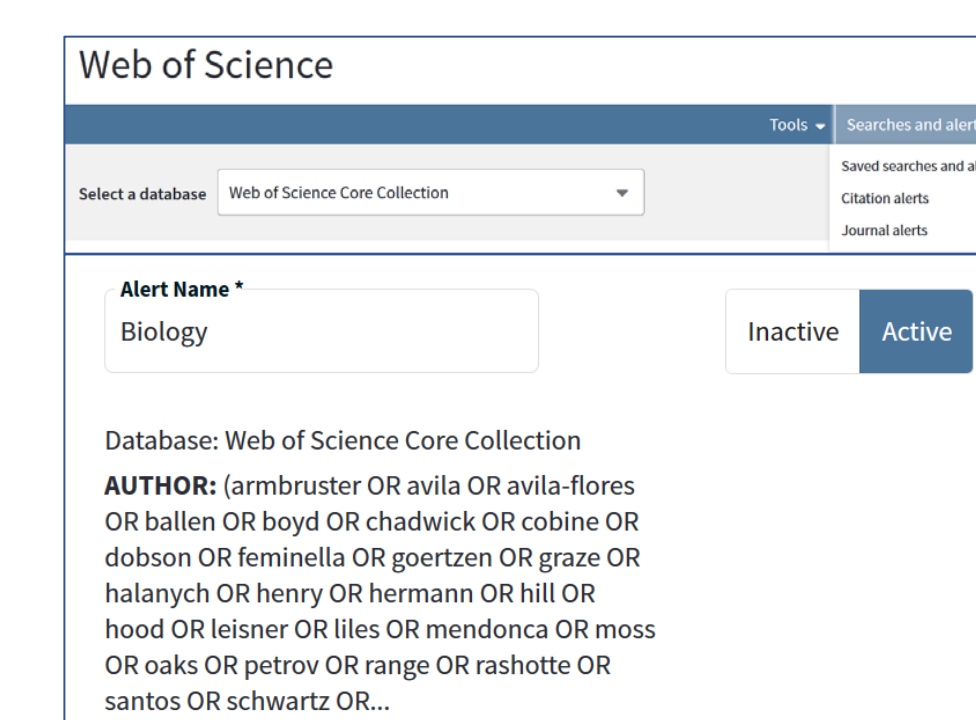 Web of Science
Tools
Searches and alert
Select a database
Web of Science Core Collection
Saved searches and al
Citation alerts
Journal alerts
Alert Name *
Biology
Inactive
Active
Database: Web of Science Core Collection
AUTHOR: (armbruster OR avila OR avila-flores
OR ballen OR boyd OR chadwick OR cobine OR
dobson OR feminella OR goertzen OR graze OR
halanych OR henry OR hermann OR hill OR
hood OR leisner OR liles OR mendonca OR moss
OR oaks OR petrov OR range OR rashotte OR
santos OR schwartz OR...